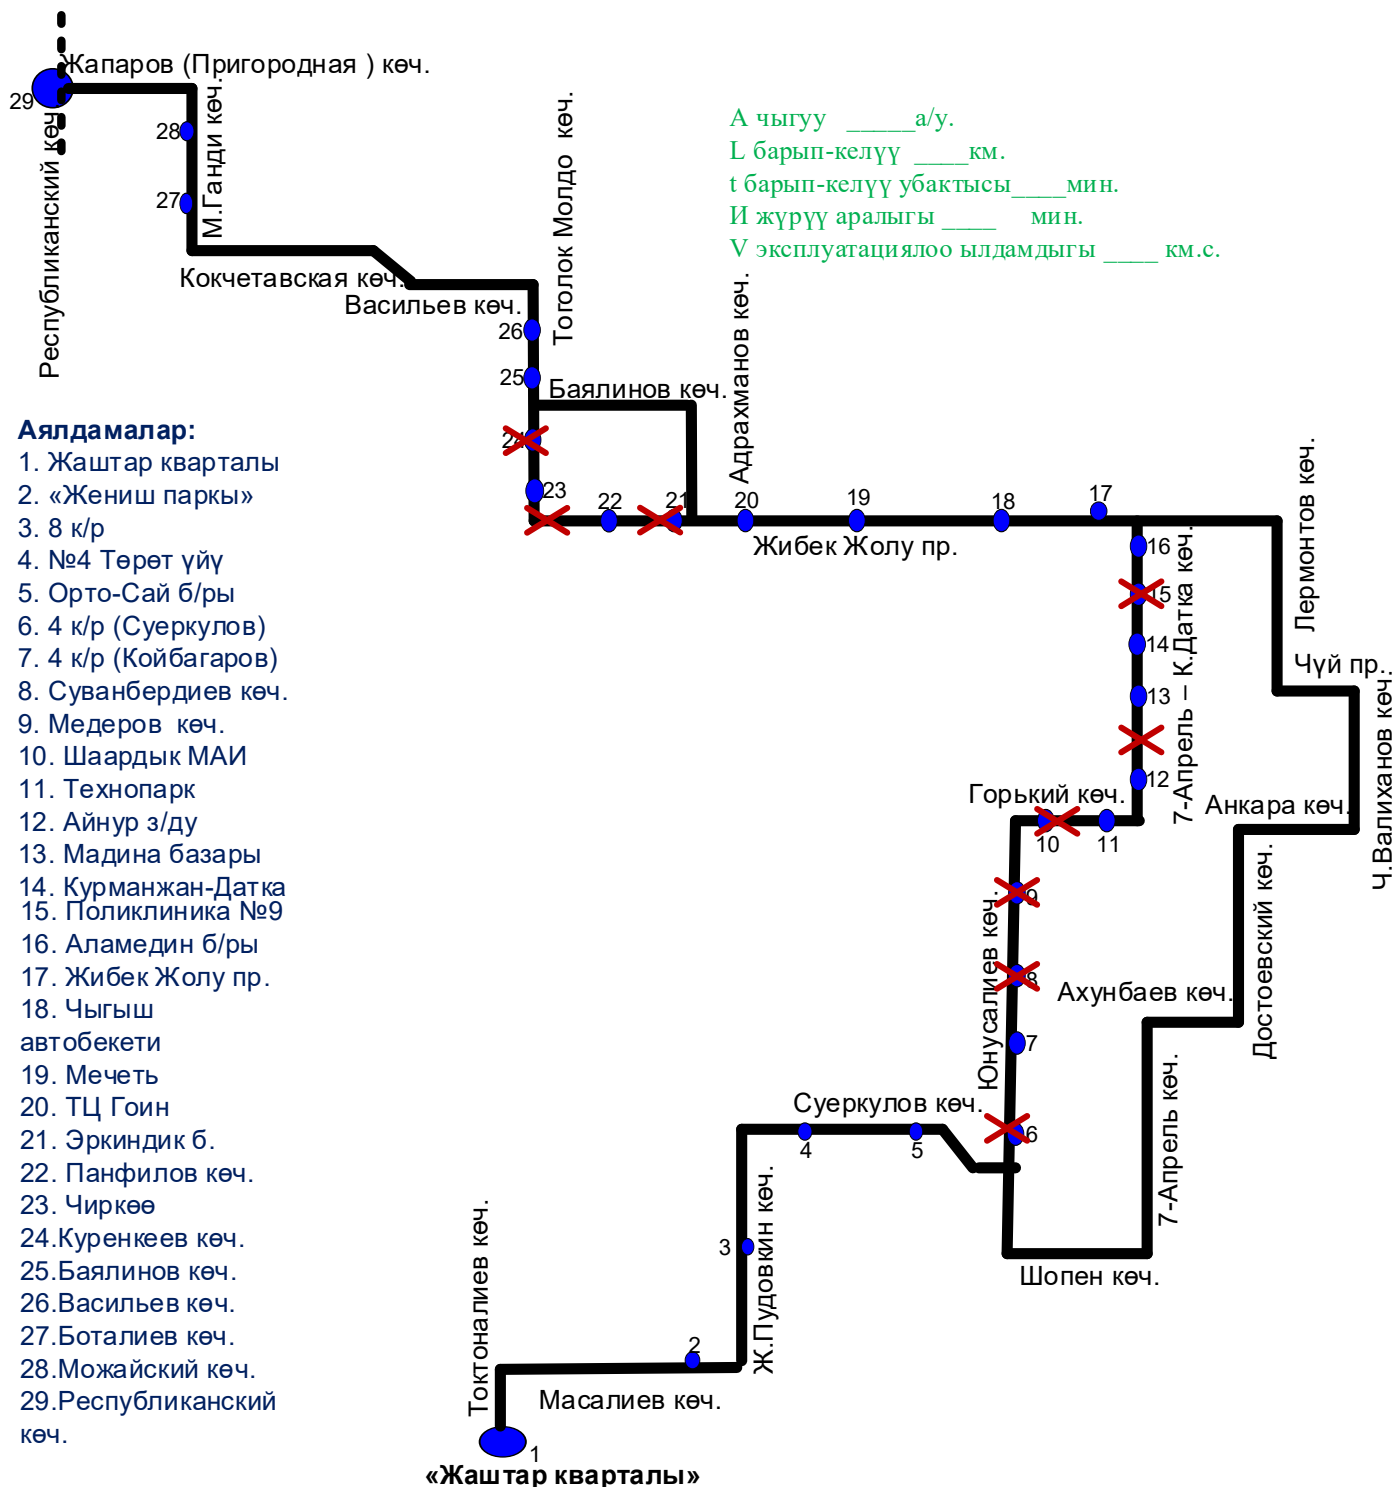 Жапаров (Пригородная ) көч.
29
28
27
Республиканский көч.
М.Ганди көч.
Кокчетавская көч.
Васильев көч.
Тоголок Молдо көч.
А чыгуу _____а/у.
L барып-келүү ____км.
t барып-келүү убактысы____мин.
И жүрүү аралыгы ____ мин.
V эксплуатациялоо ылдамдыгы ____ км.с.
26
25
Баялинов көч.
24
23
22
21
20
19
18
17
Адрахманов көч.
Жибек Жолу пр.
Лермонтов көч.
16
15
14
13
12
7-Апрель – К.Датка көч.
Чүй пр..
Ч.Валиханов көч.
Горький көч.
Анкара көч.
10
11
9
8
7
6
Юнусалиев көч.
Ахунбаев көч.
Достоевский көч.
Суеркулов көч.
4
5
7-Апрель көч.
Шопен көч.
3
Ж.Пудовкин көч.
2
Токтоналиев көч.
Масалиев көч.
1
«Жаштар кварталы»
Аялдамалар:
1. Жаштар кварталы
2. «Жениш паркы»
3. 8 к/р
4. №4 Төрөт үйү
5. Орто-Сай б/ры
6. 4 к/р (Суеркулов)
7. 4 к/р (Койбагаров)
8. Суванбердиев көч.
9. Медеров көч.
10. Шаардык МАИ
11. Технопарк
12. Айнур з/ду
13. Мадина базары
14. Курманжан-Датка
15. Поликлиника №9
16. Аламедин б/ры
17. Жибек Жолу пр.
18. Чыгыш
автобекети
19. Мечеть
20. ТЦ Гоин
21. Эркиндик б.
22. Панфилов көч.
23. Чиркөө
24.Куренкеев көч.
25.Баялинов көч.
26.Васильев көч.
27.Боталиев көч.
28.Можайский көч.
29.Республиканский
көч.